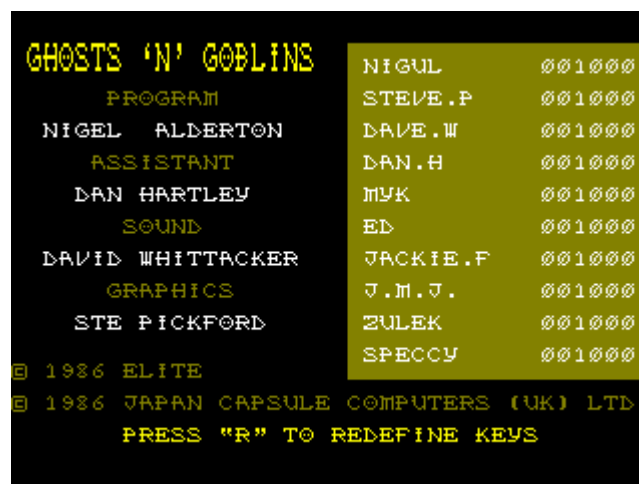 GHOSTS 'N' GOBLINS
PROGRAM
NIGEL ALDERTON
ASSISTANT
DAN HARTLEY
SOUND
DAVID WHITTACKER
GRAPHICS
STE PICKFORD
NIGUL 001000
STEVE.P 001000
DAVE.W 001000
DAN.H 001000
MYK 001000
ED 001000
JACKIE.F 001000
J.M.J. 001000
ZULEK 001000
SPECCY 001000
© 1986 ELITE
© 1986 JAPAN CAPSULE COMPUTERS (UK) LTD
PRESS "R" TO REDEFINE KEYS